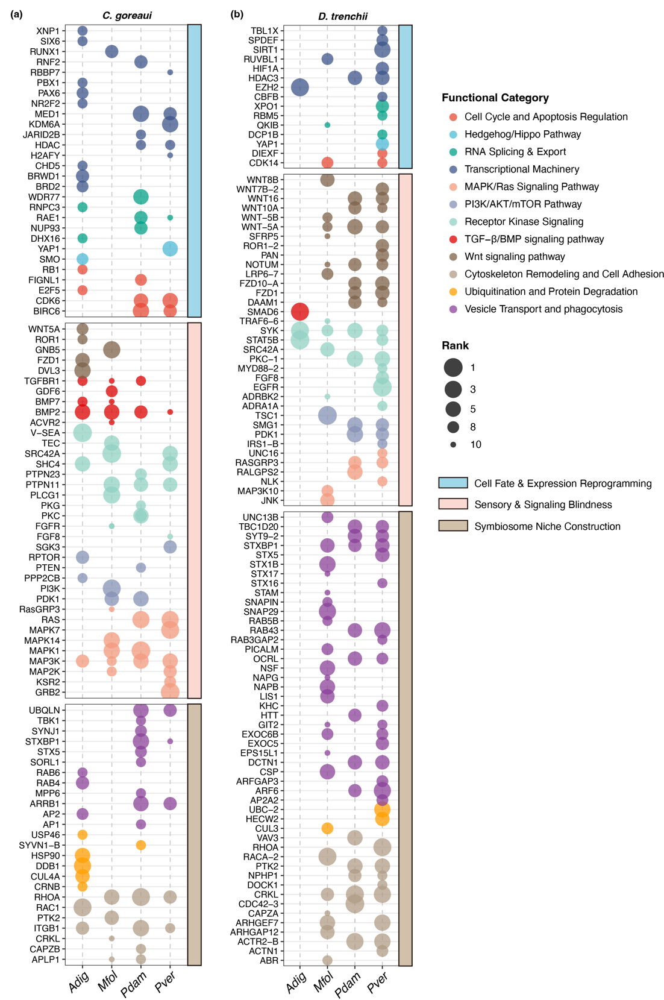 (a)
C. goreaui
XNP1
SIX6
RUNX1
RNF2
RBBP7
PBX1
PAX6
NR2F2
MED1
KDM6A
JARID2B
HDAC
H2AFY
CHD5
BRWD1
BRD2
WDR77
RNPC3
RAE1
NUP93
DHX16
YAP1
SMO
RB1
FIGNL1
E2F5
CDK6
BIRC6
WNT5A
ROR1
GNB5
FZD1
DVL3
TGFBR1
GDF6
BMP7
BMP2
ACVR2
V−SEA
TEC
SRC42A
SHC4
PTPN23
PTPN11
PLCG1
PKG
PKC
FGFR
FGF8
SGK3
RPTOR
PTEN
PPP2CB
PI3K
PDK1
RasGRP3
RAS
MAPK7
MAPK14
MAPK1
MAP3K
MAP2K
KSR2
GRB2
UBQLN
TBK1
SYNJ1
STXBP1
STX5
SORL1
RAB6
RAB4
MPP6
ARRB1
AP2
AP1
USP46
SYVN1−B
HSP90
DDB1
CUL4A
CRNB
RHOA
RAC1
PTK2
ITGB1
CRKL
CAPZB
APLP1
Adig
Mfol
Pdam
Pver
(b)
D. trenchii
TBL1X
SPDEF
SIRT1
RUVBL1
HIF1A
HDAC3
EZH2
CBFB
XPO1
RBM5
QKIB
DCP1B
YAP1
DIEXF
CDK14
WNT8B
WNT7B−2
WNT16
WNT10A
WNT−5B
WNT−5A
SFRP5
ROR1−2
PAN
NOTUM
LRP6−7
FZD10−A
FZD1
DAAM1
SMAD6
TRAF6−6
SYK
STAT5B
SRC42A
PKC−1
MYD88−2
FGF8
EGFR
ADRBK2
ADRA1A
TSC1
SMG1
PDK1
IRS1−B
UNC16
RASGRP3
RALGPS2
NLK
MAP3K10
JNK
UNC13B
TBC1D20
SYT9−2
STXBP1
STX5
STX1B
STX17
STX16
STAM
SNAPIN
SNAP29
RAB5B
RAB43
RAB3GAP2
PICALM
OCRL
NSF
NAPG
NAPB
LIS1
KHC
HTT
GIT2
EXOC6B
EXOC5
EPS15L1
DCTN1
CSP
ARFGAP3
ARF6
AP2A2
UBC−2
HECW2
CUL3
VAV3
RHOA
RACA−2
PTK2
NPHP1
DOCK1
CRKL
CDC42−3
CAPZA
ARHGEF7
ARHGAP12
ACTR2−B
ACTN1
ABR
Adig
Mfol
Pdam
Pver
Functional Category
Cell Cycle and Apoptosis Regulation
Hedgehog/Hippo Pathway
RNA Splicing & Export
Transcriptional Machinery
MAPK/Ras Signaling Pathway
PI3K/AKT/mTOR Pathway
Receptor Kinase Signaling
TGF−β/BMP signaling pathway
Wnt signaling pathway
Cytoskeleton Remodeling and Cell Adhesion
Ubiquitination and Protein Degradation
Vesicle Transport and phagocytosis
Rank
1
3
5
8
10
Cell Fate & Expression Reprogramming
Sensory & Signaling Blindness
Symbiosome Niche Construction